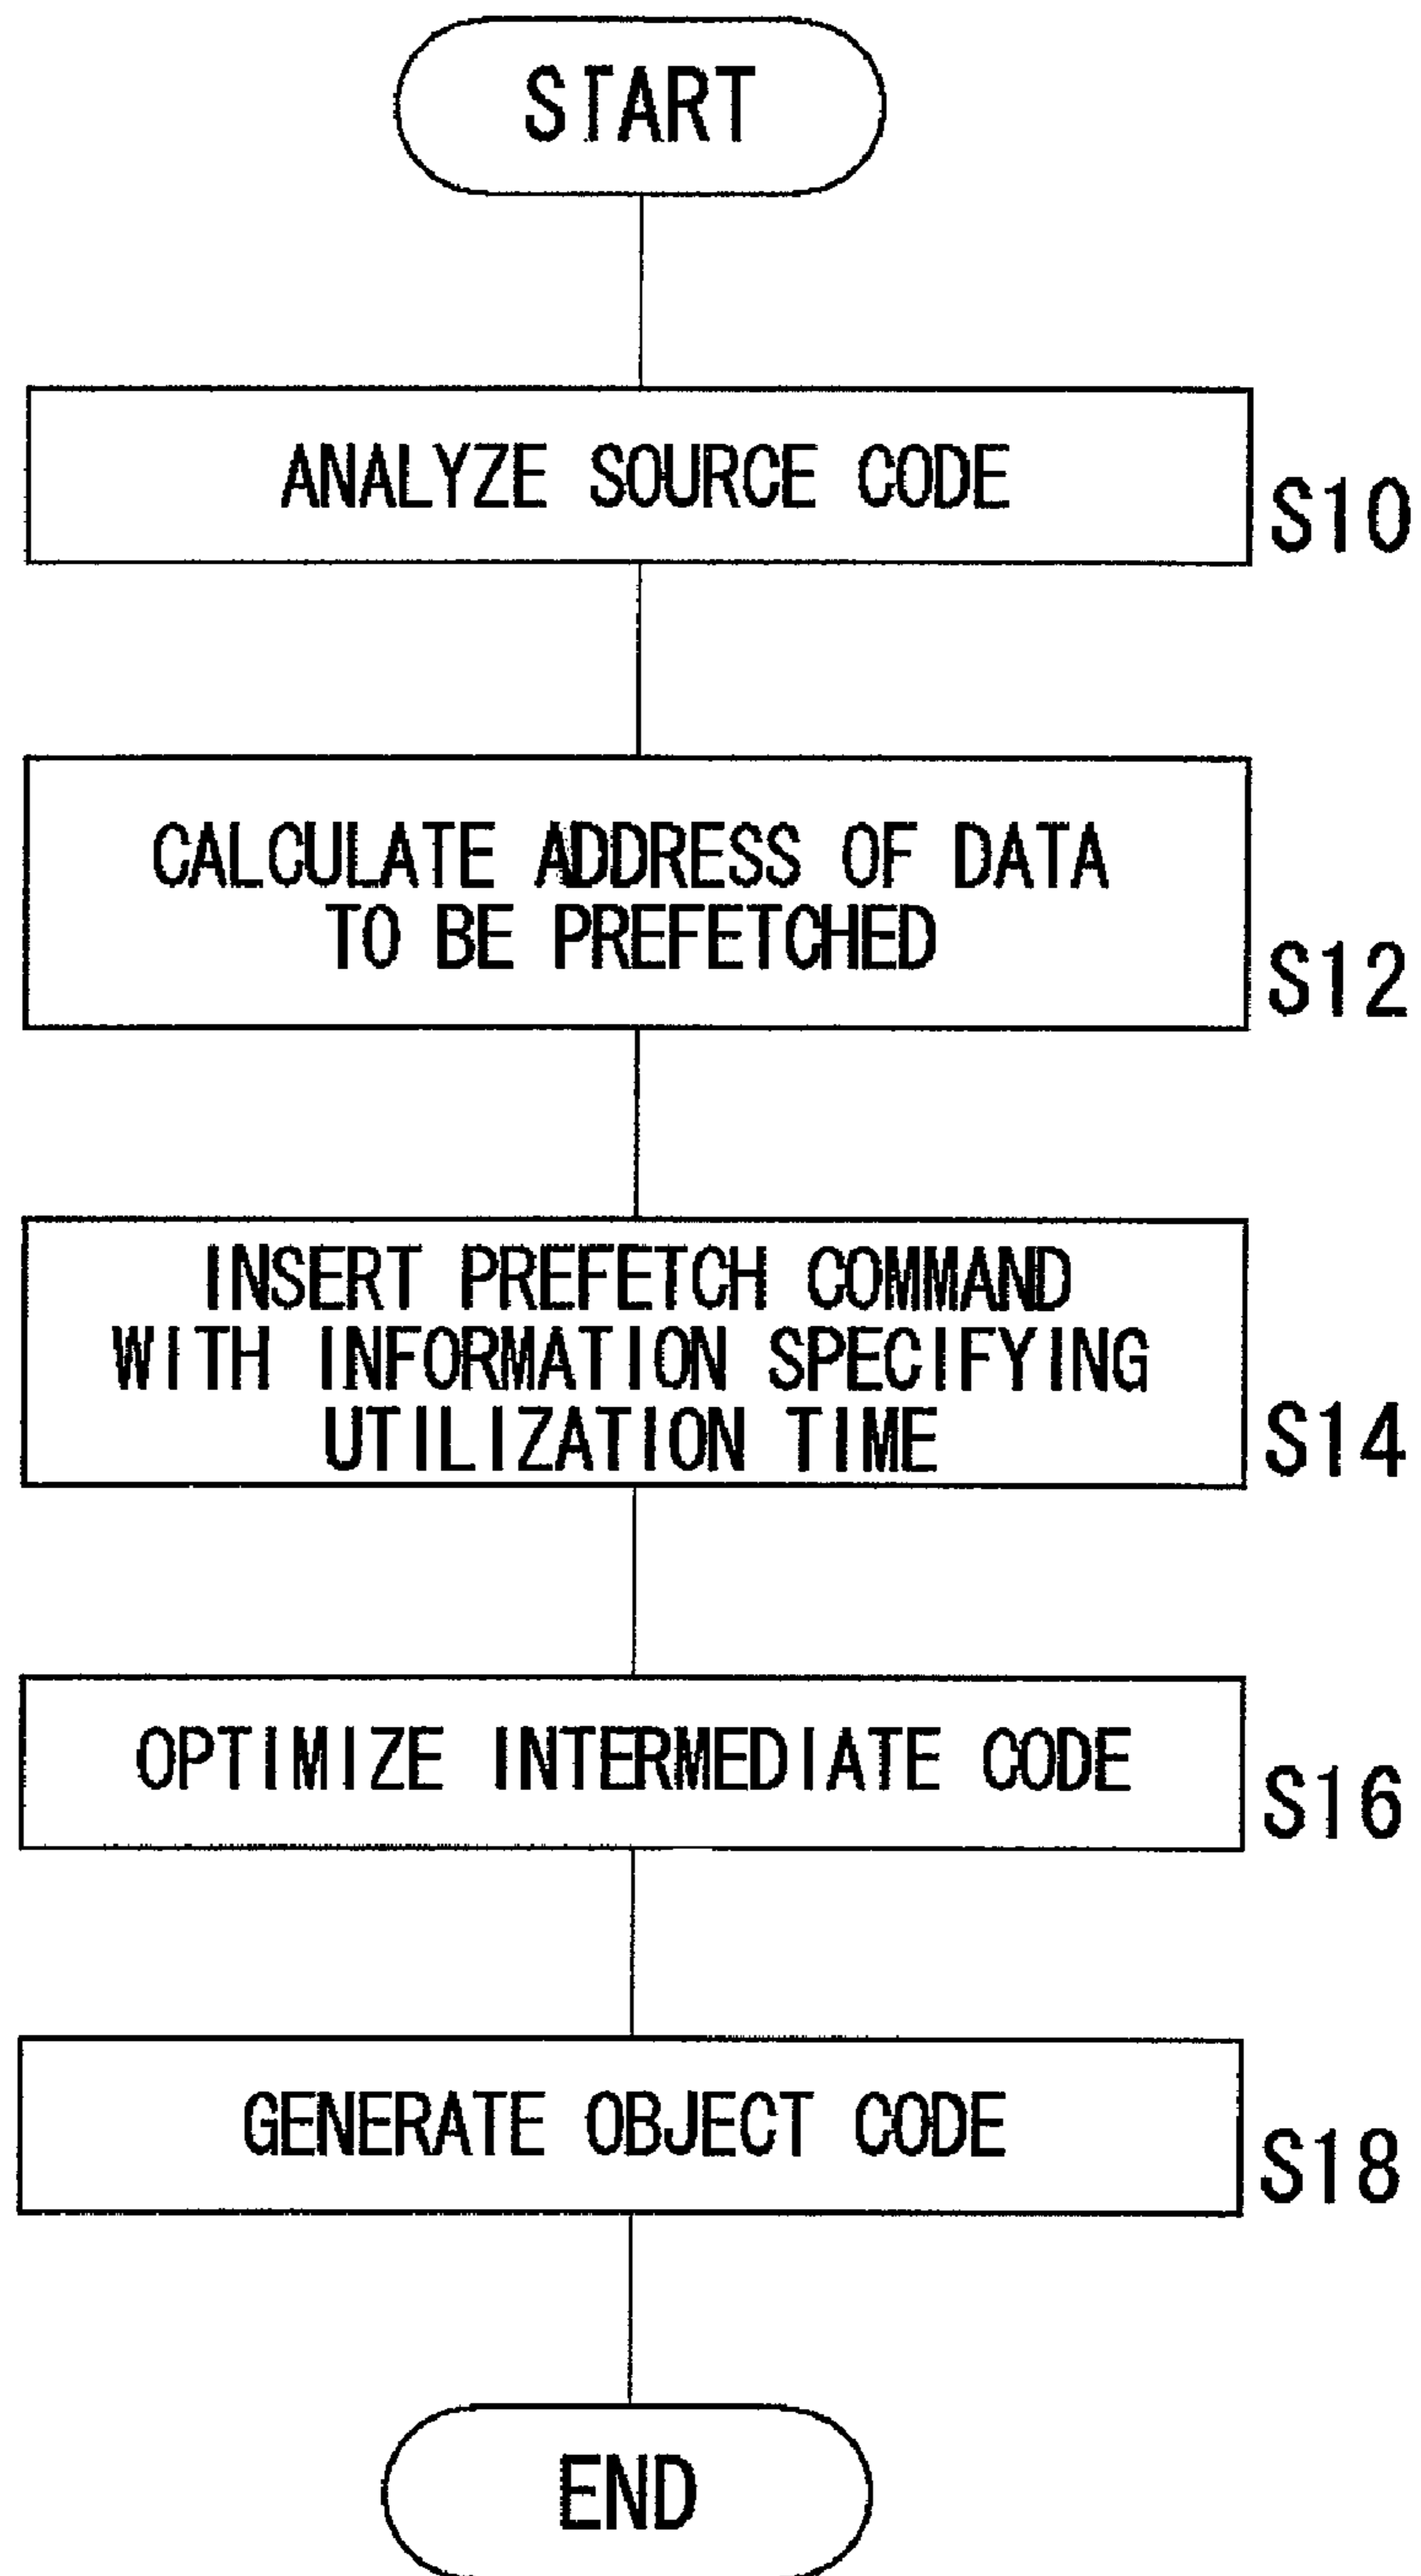 START
ANALYZE SOURCE CODE
S10
CALCULATE ADDRESS OF DATA
TO BE PREFETCHED
S12
INSERT PREFETCH COMMAND
WITH INFORMATION SPECIFYING
UTILIZATION TIME
S14
OPTIMIZE INTERMEDIATE CODE
S16
GENERATE OBJECT CODE
S18
END